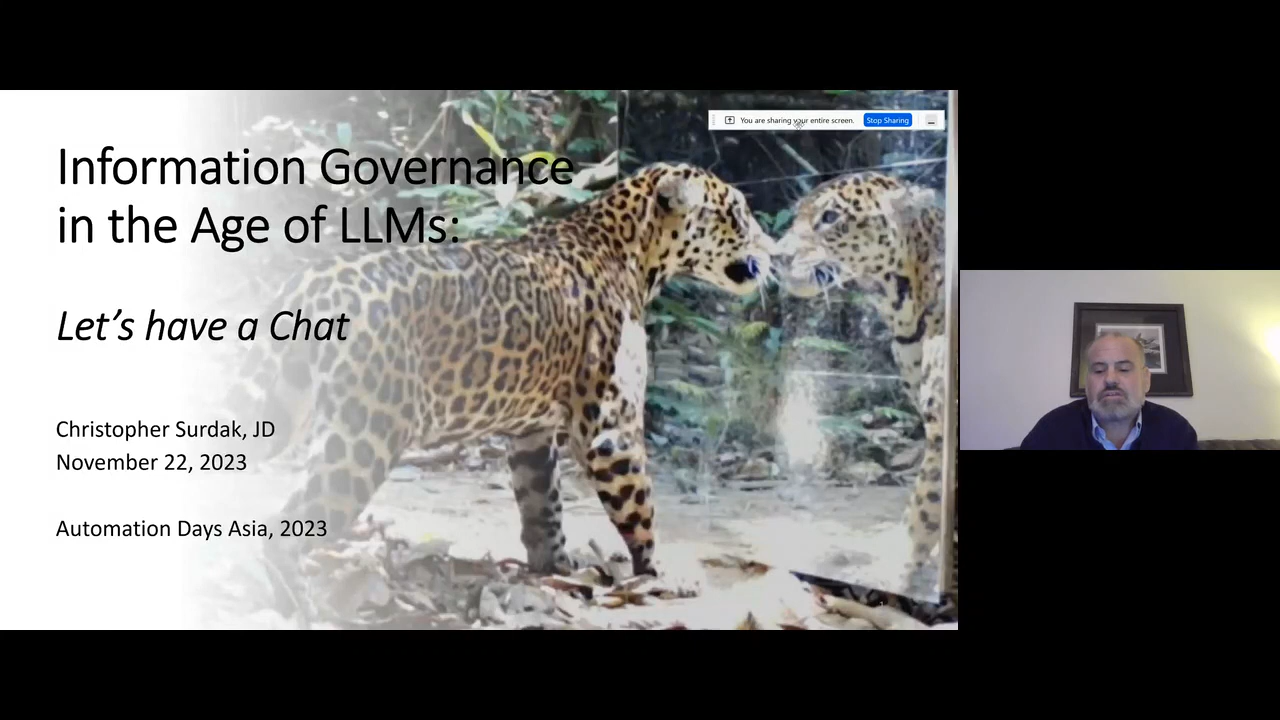 Information Governance
in the Age of LLMs:
Let’s have a Chat
Christopher Surdak, JD
November 22, 2023
Automation Days Asia, 2023
You are sharing your entire screen.
Stop Sharing